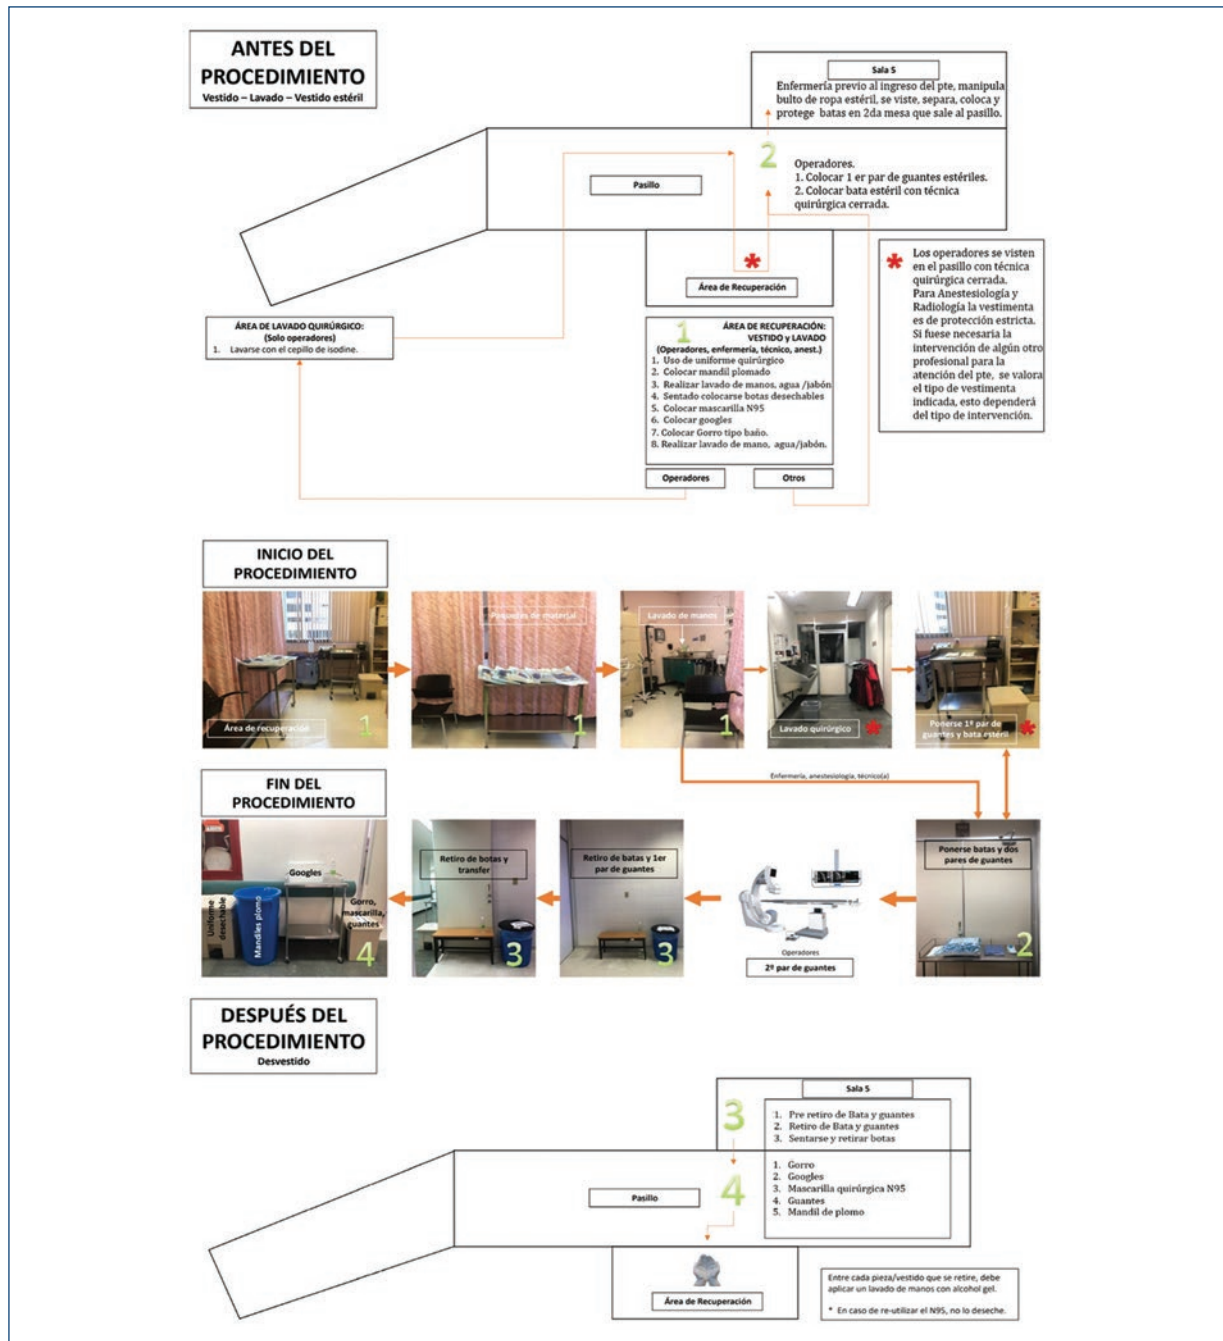 ANTES DEL
PROCEDIMIENTO
Vestido – Lavado – Vestido estéril
Sala 5
Enfermería previo al ingreso del pte, manipula
bulto de ropa estéril, se viste, separa, coloca y
protege batas en 2da mesa que sale al pasillo.
2
Operadores.
1. Colocar 1 er par de guantes estériles.
2. Colocar bata estéril con técnica
quirúrgica cerrada.
Pasillo
*
Área de Recuperación
* Los operadores se visten
en el pasillo con técnica
quirúrgica cerrada.
Para Anestesiología y
Radiología la vestimenta
es de protección estricta.
Si fuese necesaria la
intervención de algún otro
profesional para la
atención del pte, se valora
el tipo de vestimenta
indicada, esto dependerá
del tipo de intervención.
ÁREA DE LAVADO QUIRÚRGICO:
(Solo operadores)
1. Lavarse con el cepillo de isodine.
1
ÁREA DE RECUPERACIÓN:
VESTIDO y LAVADO
(Operadores, enfermería, técnico, anest.)
1. Uso de uniforme quirúrgico
2. Colocar mandil plomado
3. Realizar lavado de manos, agua /jabón
4. Sentado colocarse botas desechables
5. Colocar mascarilla N95
6. Colocar googles
7. Colocar Gorro tipo baño.
8. Realizar lavado de mano, agua/jabón.
Operadores
Otros
INICIO DEL
PROCEDIMIENTO
Área de recuperación
1
Paquetes de material
1
Lavado de manos
1
Lavado quirúrgico
*
Ponerse 1º par de
guantes y bata estéril
*
Enfermería, anestesiología, técnico(a)
FIN DEL
PROCEDIMIENTO
Uniforme
desechable
Mandiles plomo
Googles
Gorro,
mascarilla,
guantes
4
Retiro de botas y
transfer
3
Retiro de batas y 1er
par de guantes
3
Operadores
2º par de guantes
Ponerse batas y dos
pares de guantes
2
DESPUÉS DEL
PROCEDIMIENTO
Desvestido
Sala 5
3
1. Pre retiro de Bata y guantes
2. Retiro de Bata y guantes
3. Sentarse y retirar botas
Pasillo
4
1. Gorro
2. Googles
3. Mascarilla quirúrgica N95
4. Guantes
5. Mandil de plomo
Área de Recuperación
Entre cada pieza/vestido que se retire, debe
aplicar un lavado de manos con alcohol gel.
* En caso de re-utilizar el N95, no lo deseche.